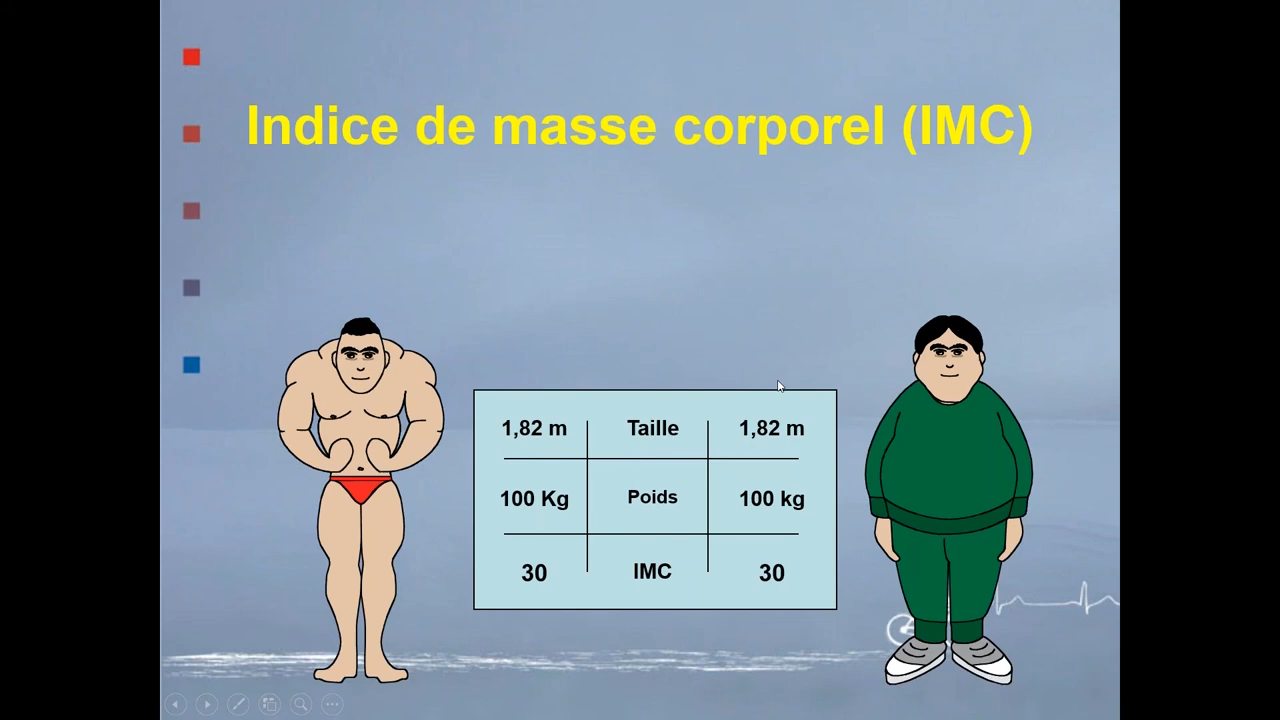 Indice de masse corporel (IMC)
1,82 m Taille 1,82 m
100 Kg Poids 100 kg
30 IMC 30